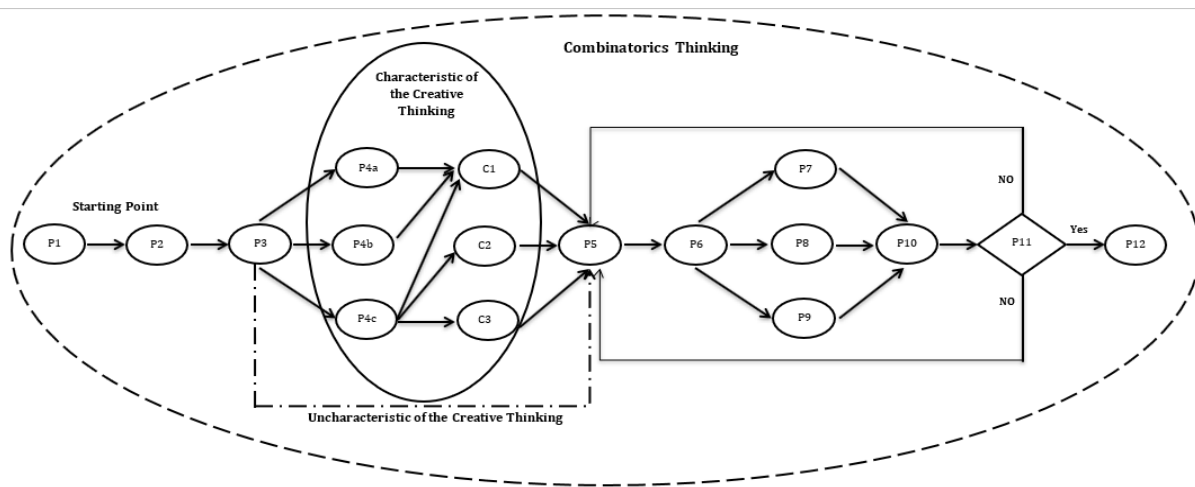 Combinatorics Thinking
Characteristic of
the Creative
Thinking
P4a
C1
P7
NO
Starting Point
Yes
P1
P2
P3
P4b
C2
P5
P6
P8
P10
P11
P12
NO
P4c
C3
P9
Uncharacteristic of the Creative Thinking